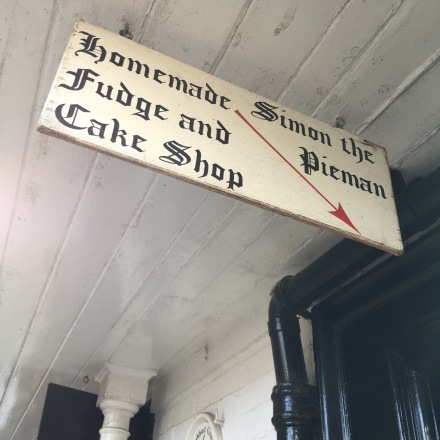 Homemade
Fudge and
Cake Shop
Simon the
Pieman